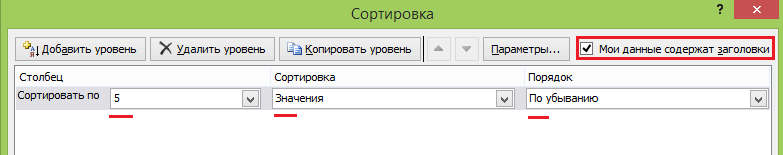 Сортировка
Добавить уровень Удалить уровень Копировать уровень Параметры... Мои данные содержат заголовки
Столбец Сортировка Порядок
Сортировать по 5 Значения По убыванию